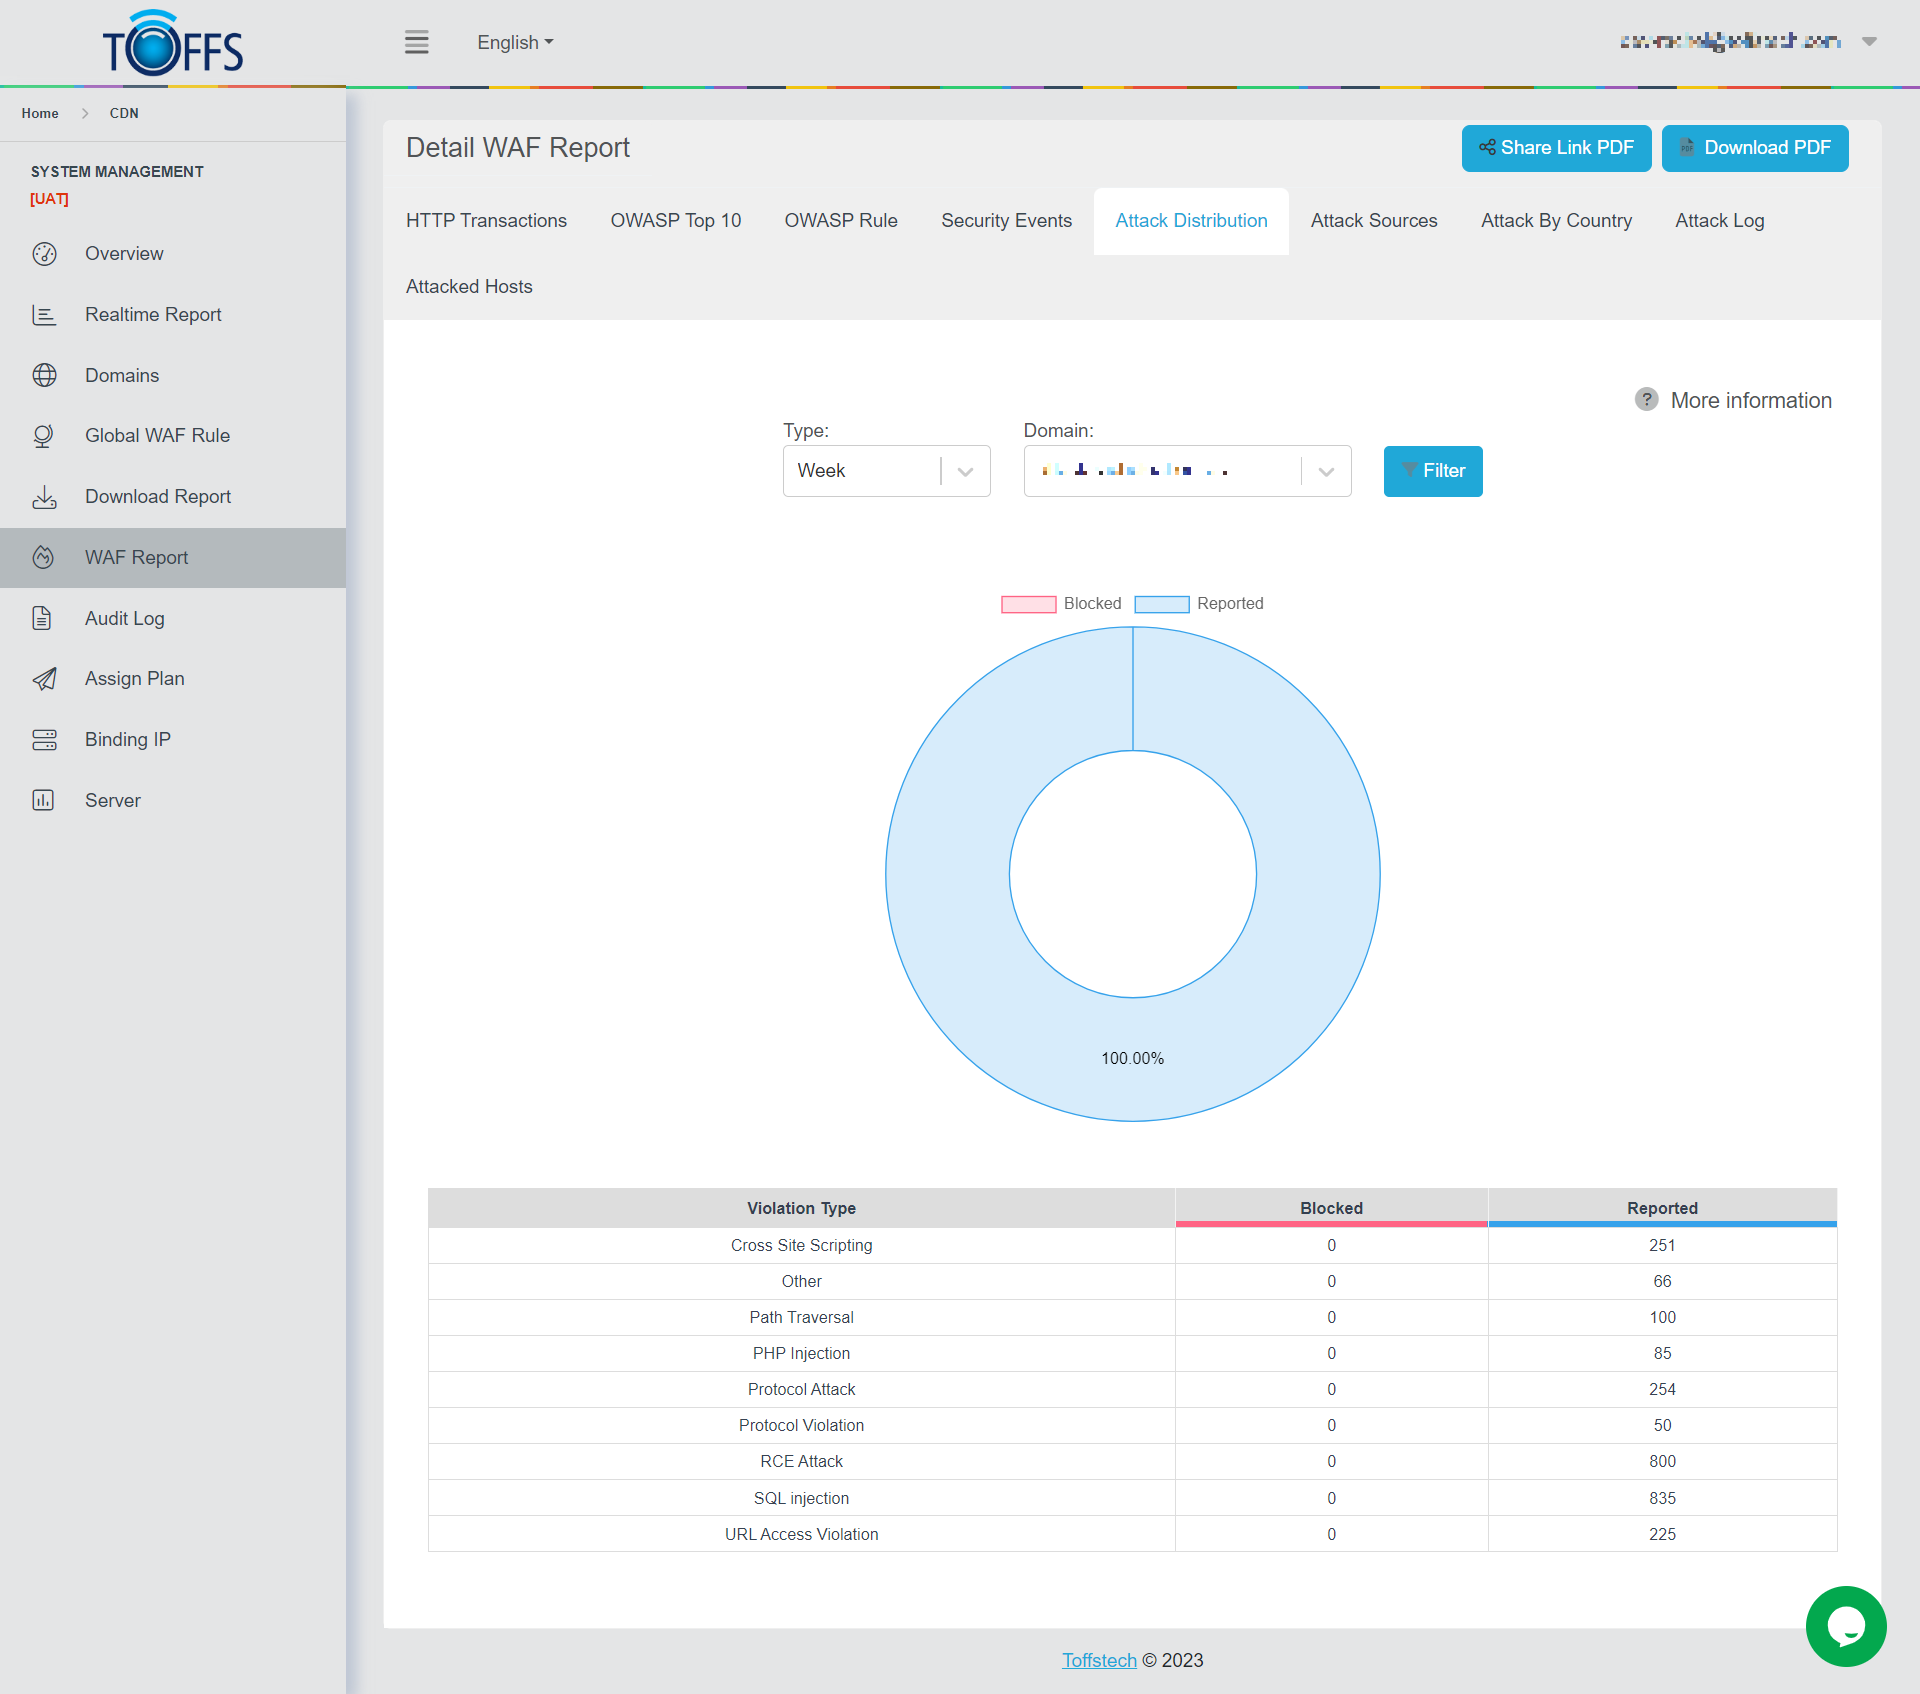 TOFFS
English
Home > CDN
SYSTEM MANAGEMENT
[UAT]
Overview
Realtime Report
Domains
Global WAF Rule
Download Report
WAF Report
Audit Log
Assign Plan
Binding IP
Server
Detail WAF Report
Share Link PDF
PDF Download PDF
HTTP Transactions OWASP Top 10 OWASP Rule Security Events Attack Distribution Attack Sources Attack By Country Attack Log
Attacked Hosts
? More information
Type: Domain:
Week
Filter
Blocked Reported
100.00%
Violation Type Blocked Reported
Cross Site Scripting 0 251
Other 0 66
Path Traversal 0 100
PHP Injection 0 85
Protocol Attack 0 254
Protocol Violation 0 50
RCE Attack 0 800
SQL injection 0 835
URL Access Violation 0 225
Toffstech © 2023